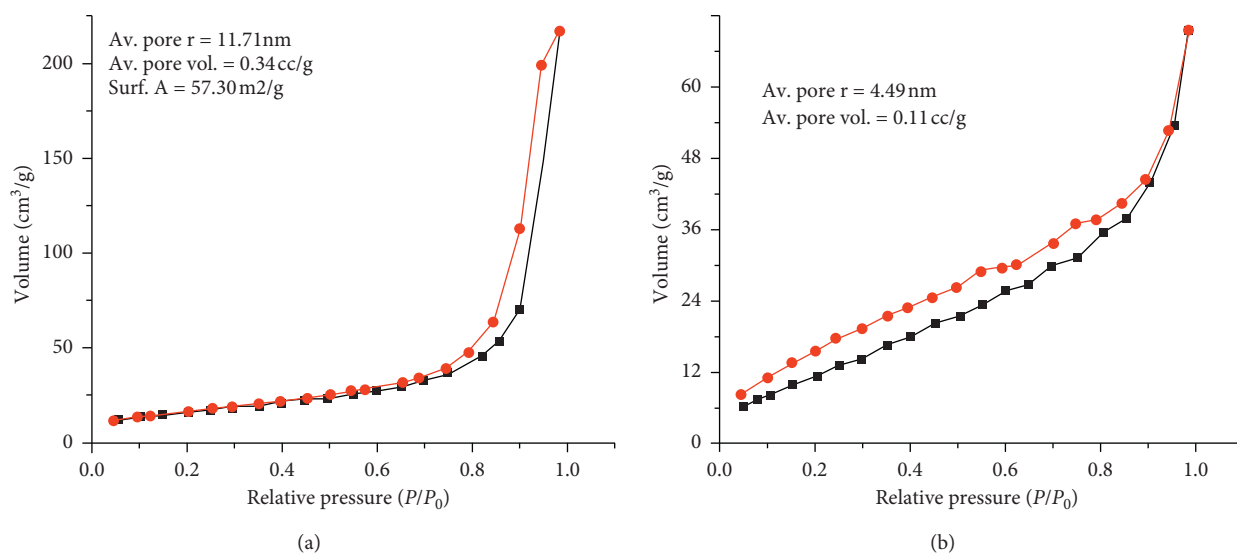 Av. pore r = 11.71nm
Av. pore vol. = 0.34 cc/g
Surf. A = 57.30 m2/g
200
150
100
50
0
0.0 0.2 0.4 0.6 0.8 1.0
Volume (cm³/g)
Relative pressure (P/P₀)
(a)
Av. pore r = 4.49 nm
Av. pore vol. = 0.11 cc/g
60
48
36
24
12
0
0.0 0.2 0.4 0.6 0.8 1.0
Volume (cm³/g)
Relative pressure (P/P₀)
(b)